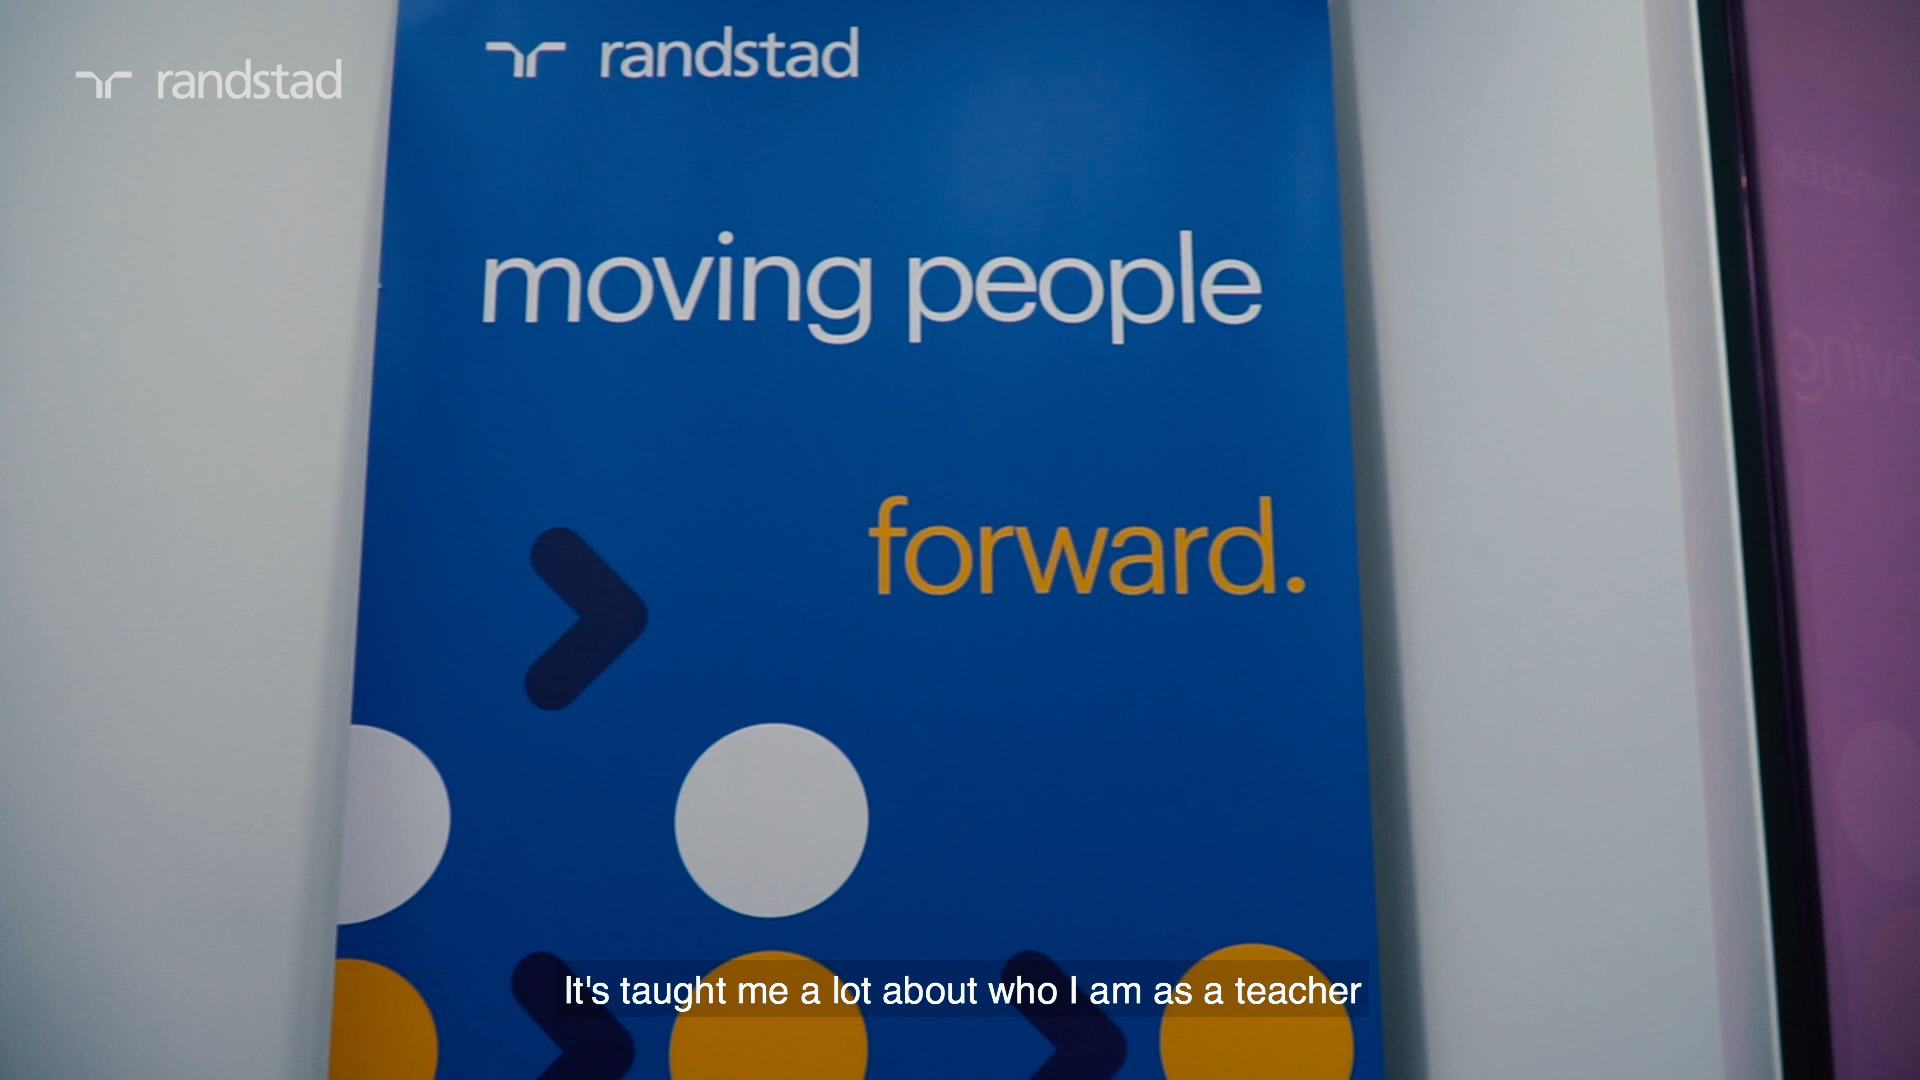 randstad
randstad
moving people
forward.
It's taught me a lot about who I am as a teacher